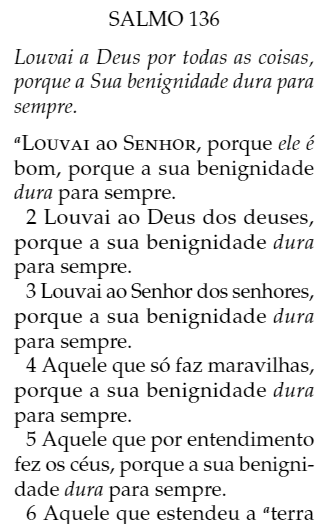 SALMO 136
Louvai a Deus por todas as coisas,
porque a Sua benignidade dura para
sempre.
aLouvai ao Senhor, porque ele é
bom, porque a sua benignidade
dura para sempre.
2 Louvai ao Deus dos deuses,
porque a sua benignidade dura
para sempre.
3 Louvai ao Senhor dos senhores,
porque a sua benignidade dura
para sempre.
4 Aquele que só faz maravilhas,
porque a sua benignidade dura
para sempre.
5 Aquele que por entendimento
fez os céus, porque a sua benigni-
dade dura para sempre.
6 Aquele que estendeu a aterra